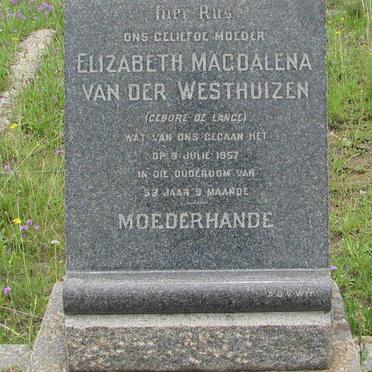 Hier Rus
ONS GELIEFDE MOEDER
ELIZABETH MAGDALENA
VAN DER WESTHUIZEN
(GEBORE DE LANGE)
WAT VAN ONS GEGAAN HET
OP 9 JULIE 1957
IN DIE OUDERDOM VAN
53 JAAR 9 MAANDE
MOEDERHANDE